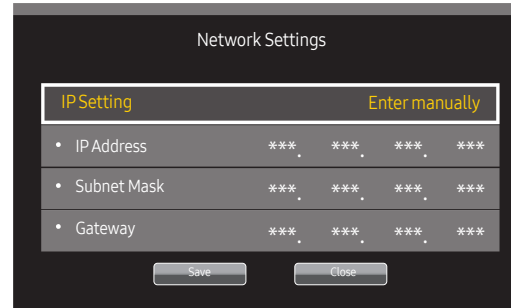 Network Settings
IP Setting Enter manually
• IP Address ***. ***. ***. ***
• Subnet Mask ***. ***. ***. ***
• Gateway ***. ***. ***. ***
Save Close